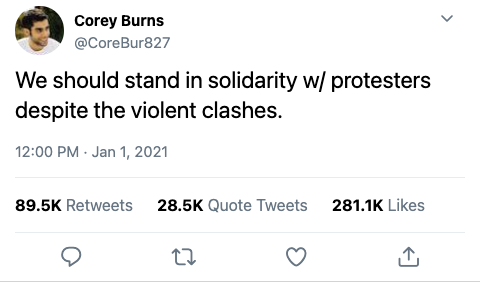 Corey Burns
@CoreBur827
We should stand in solidarity w/ protesters
despite the violent clashes.
12:00 PM · Jan 1, 2021
89.5K Retweets 28.5K Quote Tweets 281.1K Likes